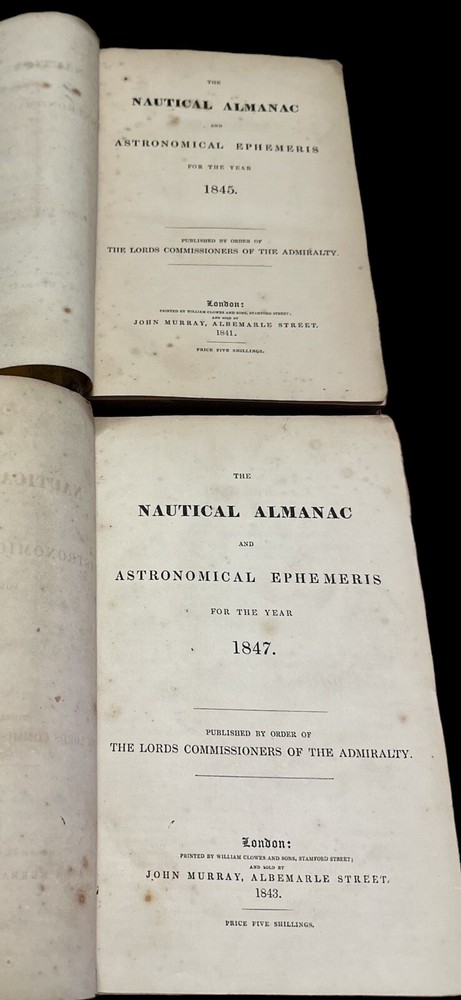 THE
NAUTICAL ALMANAC
AND
ASTRONOMICAL EPHEMERIS
FOR THE YEAR
1845.
PUBLISHED BY ORDER OF
THE LORDS COMMISSIONERS OF THE ADMIRALTY.
London:
PRINTED BY WILLIAM CLOWES AND SONS, STAMFORD STREET;
AND SOLD BY
JOHN MURRAY, ALBEMARLE STREET.
1841.
PRICE FIVE SHILLINGS.
THE
NAUTICAL ALMANAC
AND
ASTRONOMICAL EPHEMERIS
FOR THE YEAR
1847.
PUBLISHED BY ORDER OF
THE LORDS COMMISSIONERS OF THE ADMIRALTY.
London:
PRINTED BY WILLIAM CLOWES AND SONS, STAMFORD STREET;
AND SOLD BY
JOHN MURRAY, ALBEMARLE STREET.
1843.
PRICE FIVE SHILLINGS.